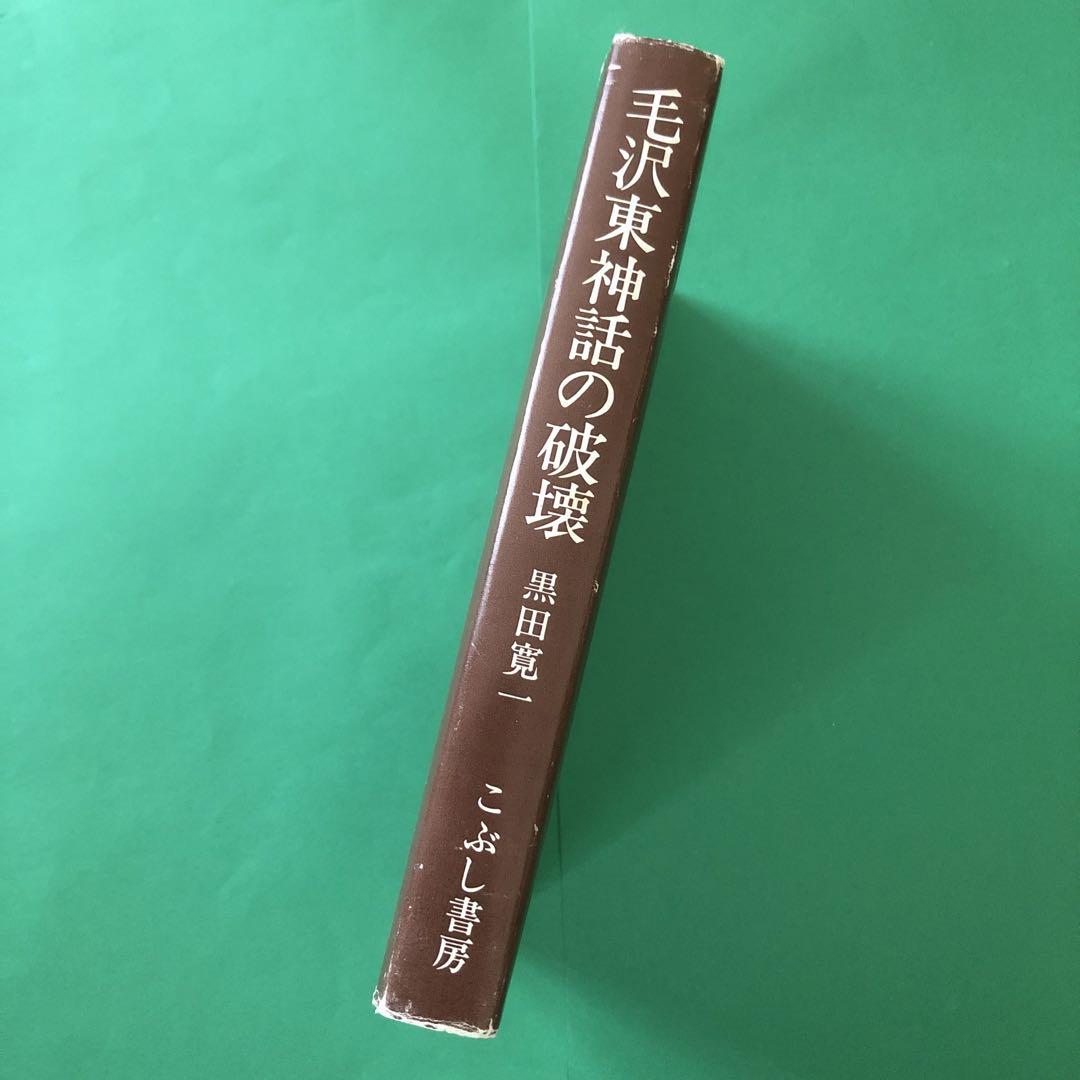 毛沢東神話の破壊
黒田寛一
こぶし書房